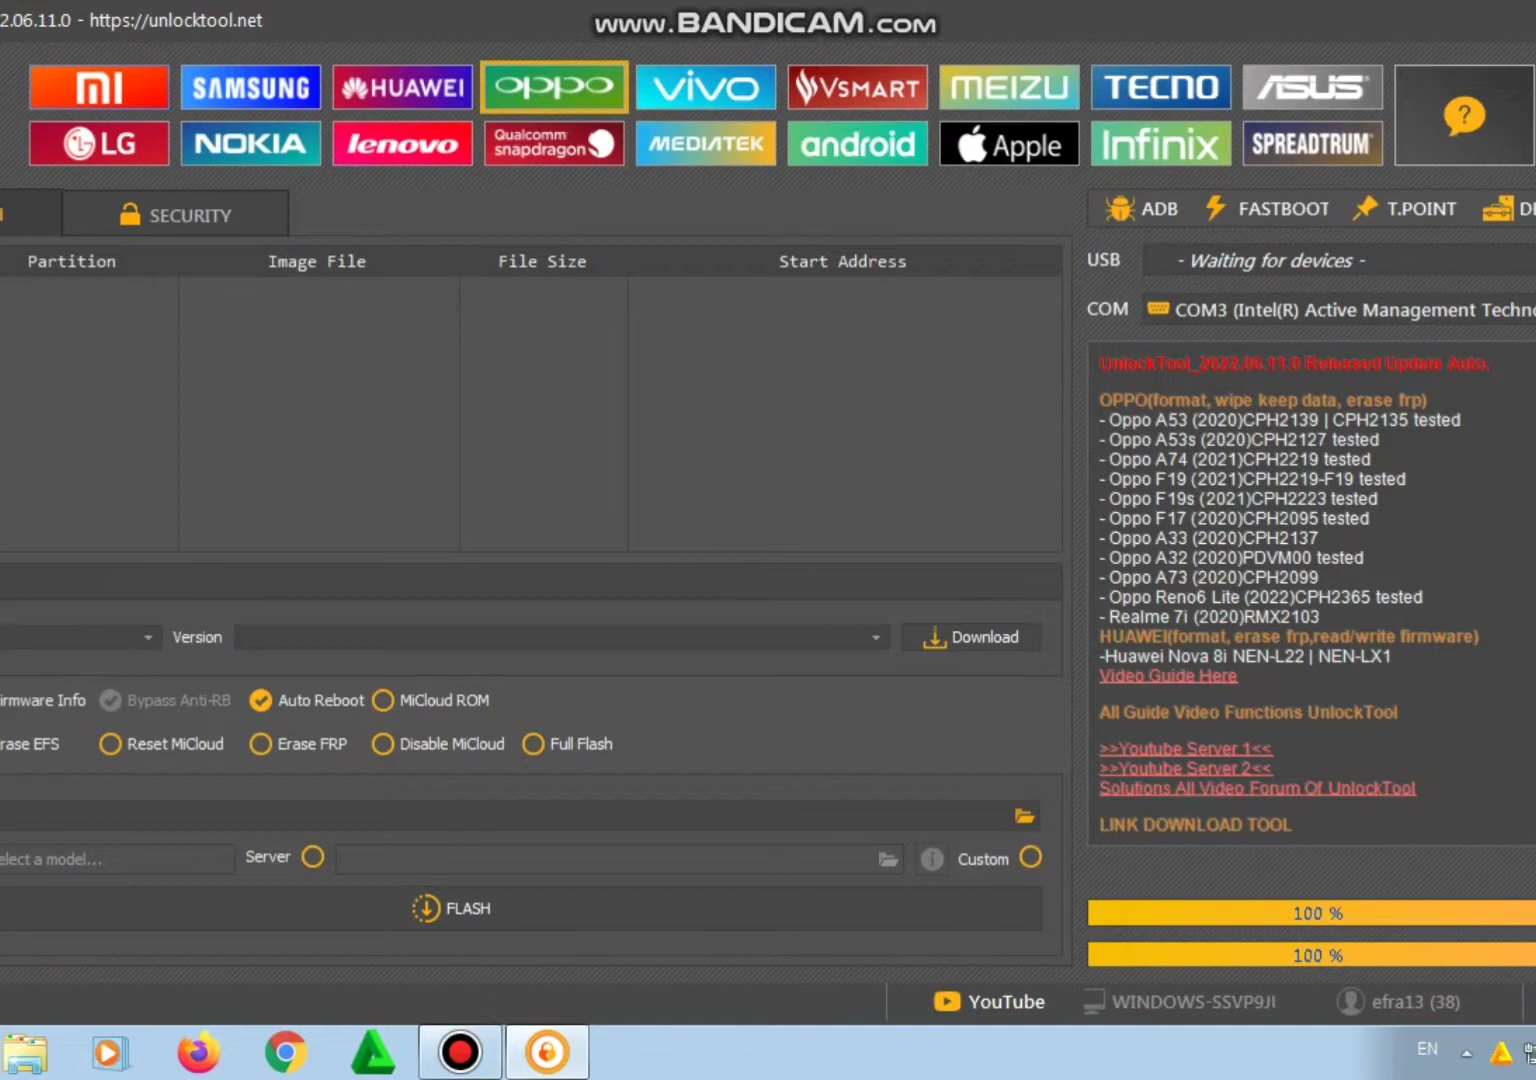 2.06.11.0 - https://unlocktool.net
www.BANDICAM.com
MI
SAMSUNG
HUAWEI
oppo
vivo
VSMART
MEIZU
TECNO
ASUS
?
LG
NOKIA
lenovo
Qualcomm
snapdragon
MEDIATEK
android
Apple
Infinix
SPREADTRUM
SECURITY
ADB
FASTBOOT
T.POINT
Partition
Image File
File Size
Start Address
USB
- Waiting for devices -
COM
COM3 (Intel(R) Active Management Techno
UnlockTool_2022.06.11.0 Released Update Auto.
OPPO(format, wipe keep data, erase frp)
- Oppo A53 (2020)CPH2139 | CPH2135 tested
- Oppo A53s (2020)CPH2127 tested
- Oppo A74 (2021)CPH2219 tested
- Oppo F19 (2021)CPH2219-F19 tested
- Oppo F19s (2021)CPH2223 tested
- Oppo F17 (2020)CPH2095 tested
- Oppo A33 (2020)CPH2137
- Oppo A32 (2020)PDVM00 tested
- Oppo A73 (2020)CPH2099
- Oppo Reno6 Lite (2022)CPH2365 tested
- Realme 7i (2020)RMX2103
HUAWEI(format, erase frp,read/write firmware)
-Huawei Nova 8i NEN-L22 | NEN-LX1
Video Guide Here
All Guide Video Functions UnlockTool
>>Youtube Server 1<<
>>Youtube Server 2<<
Solutions All Video Forum Of UnlockTool
LINK DOWNLOAD TOOL
Version
Download
irmware Info
Bypass Anti-RB
Auto Reboot
MiCloud ROM
rase EFS
Reset MiCloud
Erase FRP
Disable MiCloud
Full Flash
elect a model...
Server
Custom
FLASH
100 %
100 %
YouTube
WINDOWS-SSVP9JI
efra13 (38)
EN